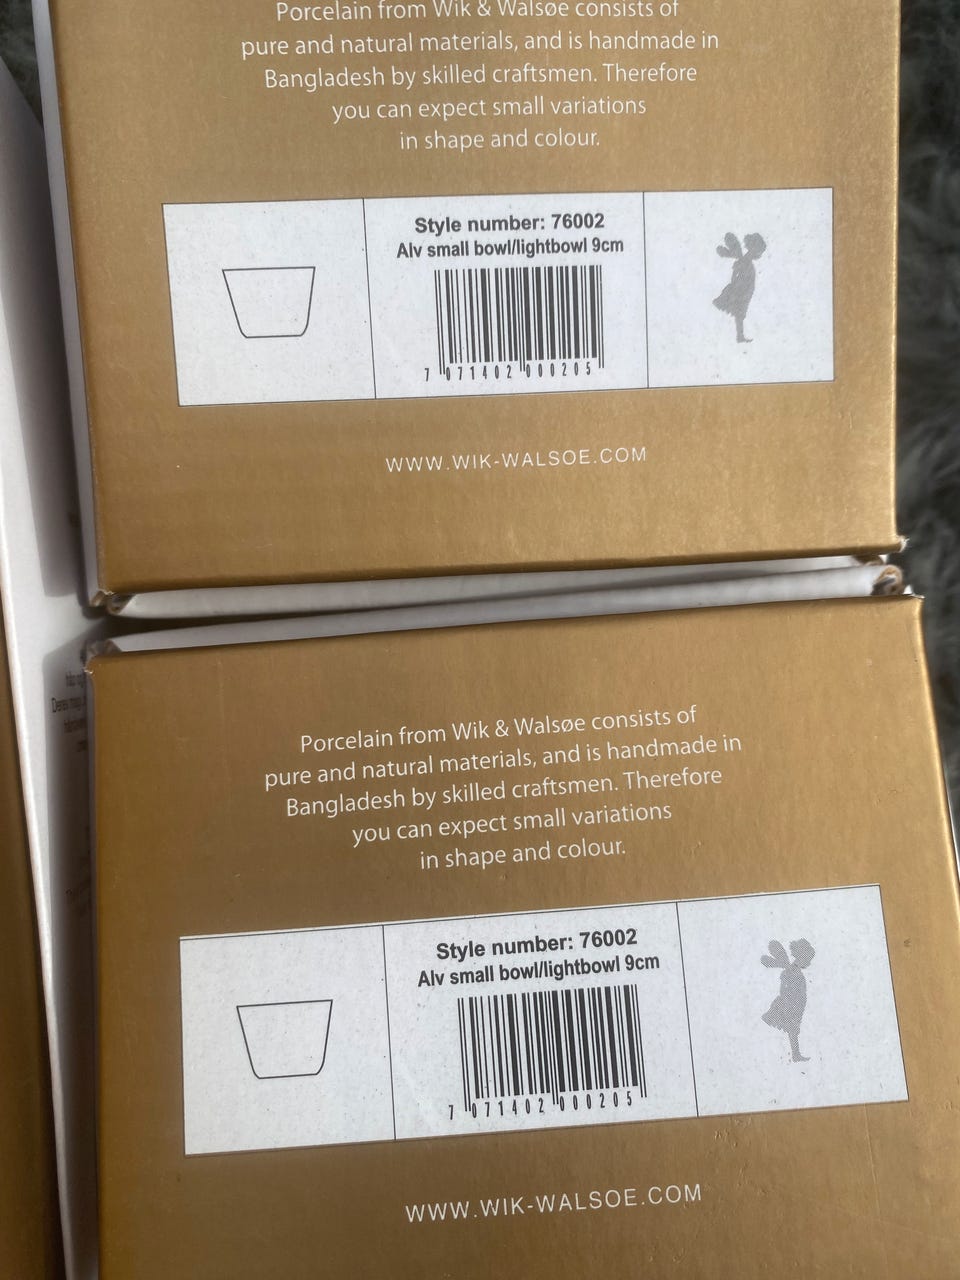 Porcelain from Wik & Walsøe consists of
pure and natural materials, and is handmade in
Bangladesh by skilled craftsmen. Therefore
you can expect small variations
in shape and colour.
Style number: 76002
Alv small bowl/lightbowl 9cm
7 071402 000205
WWW.WIK-WALSOE.COM
Porcelain from Wik & Walsøe consists of
pure and natural materials, and is handmade in
Bangladesh by skilled craftsmen. Therefore
you can expect small variations
in shape and colour.
Style number: 76002
Alv small bowl/lightbowl 9cm
7 071402 000205
WWW.WIK-WALSOE.COM